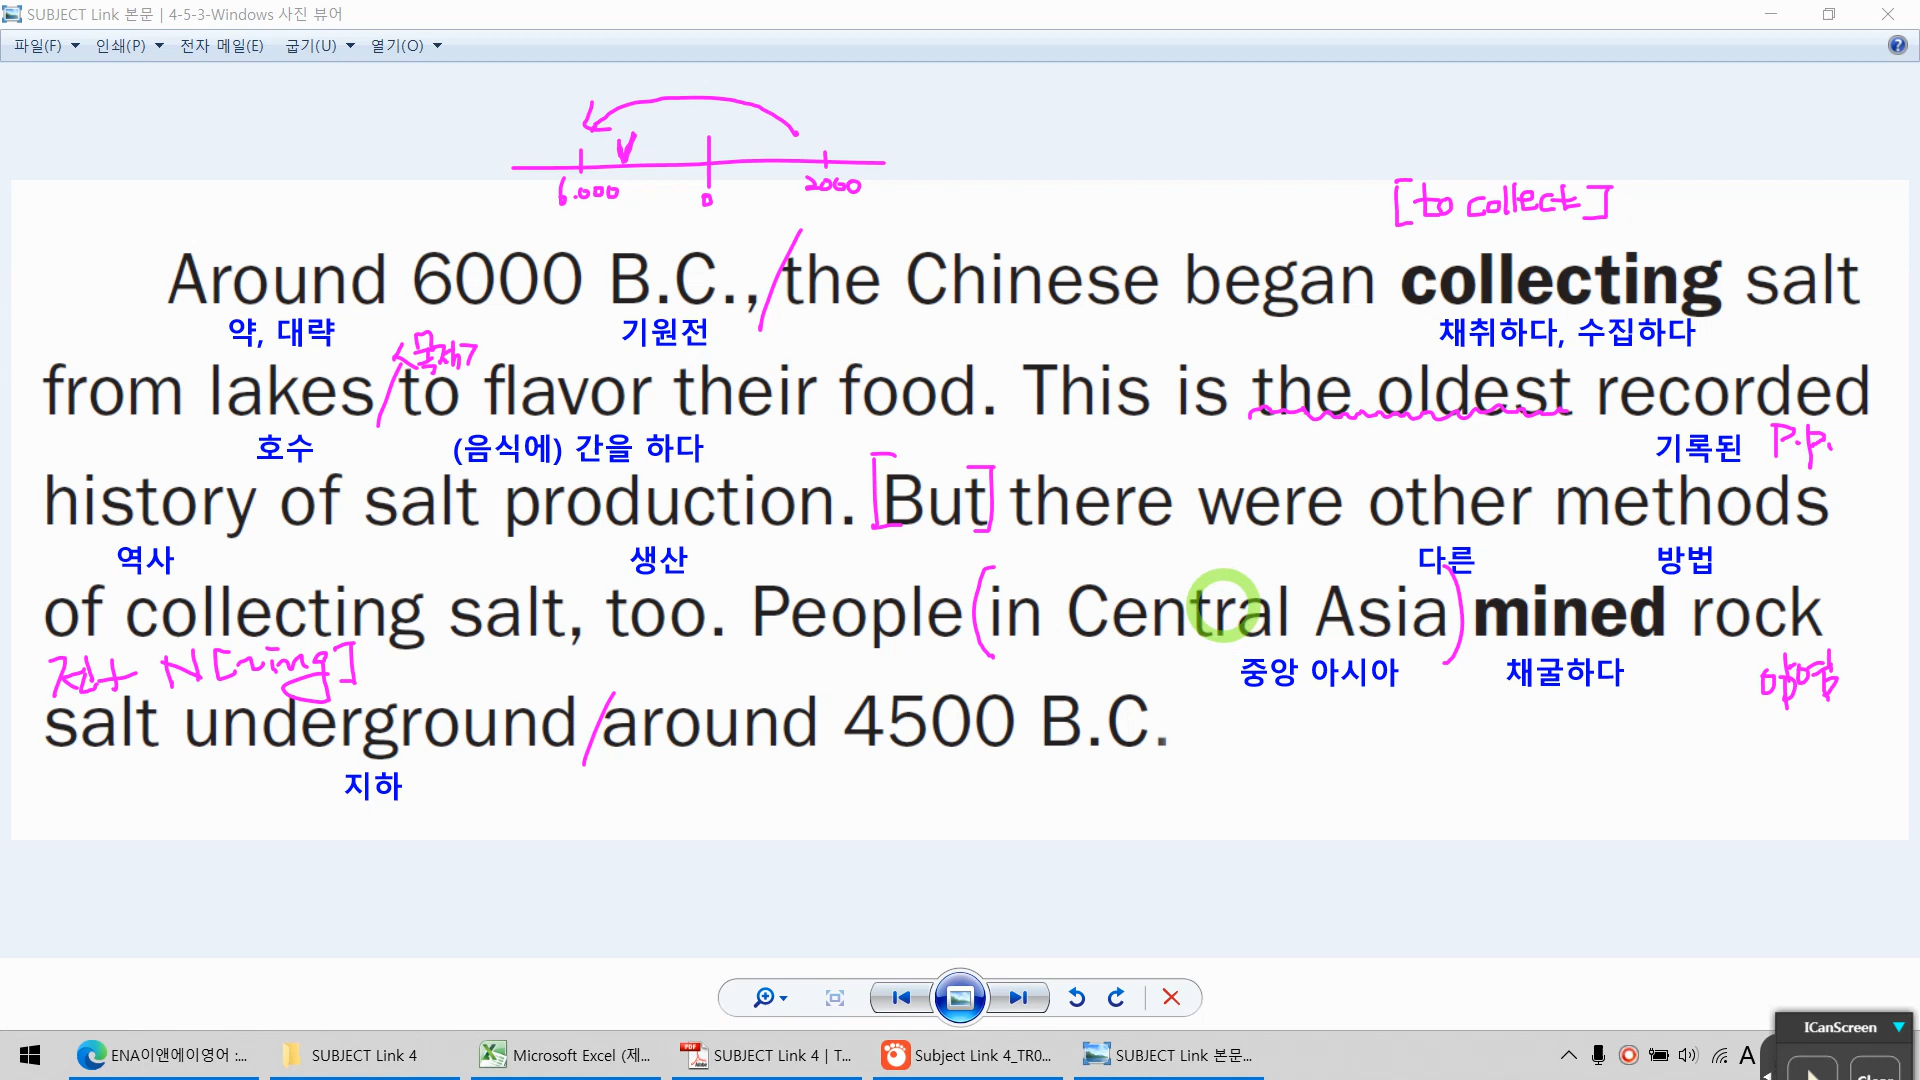 SUBJECT Link 본문 | 4-5-3-Windows 사진 뷰어
파일(F) 인쇄(P) 전자 메일(E) 굽기(U) 열기(O)
6.000 0
[to collect]
Around 6000 B.C., the Chinese began collecting salt
약, 대략 기원전 채취하다, 수집하다
<목적>
from lakes to flavor their food. This is the oldest recorded
호수 (음식에) 간을 하다 기록된 p.p.
history of salt production. [But] there were other methods
역사 생산 다른 방법
of collecting salt, too. People (in Central Asia) mined rock
N[~ing] 중앙 아시아 채굴하다 암염
salt underground around 4500 B.C.
지하
ICanScreen
ENA이앤에이영어 :... SUBJECT Link 4 Microsoft Excel (제... SUBJECT Link 4 | T... Subject Link 4_TR0... SUBJECT Link 본문... A